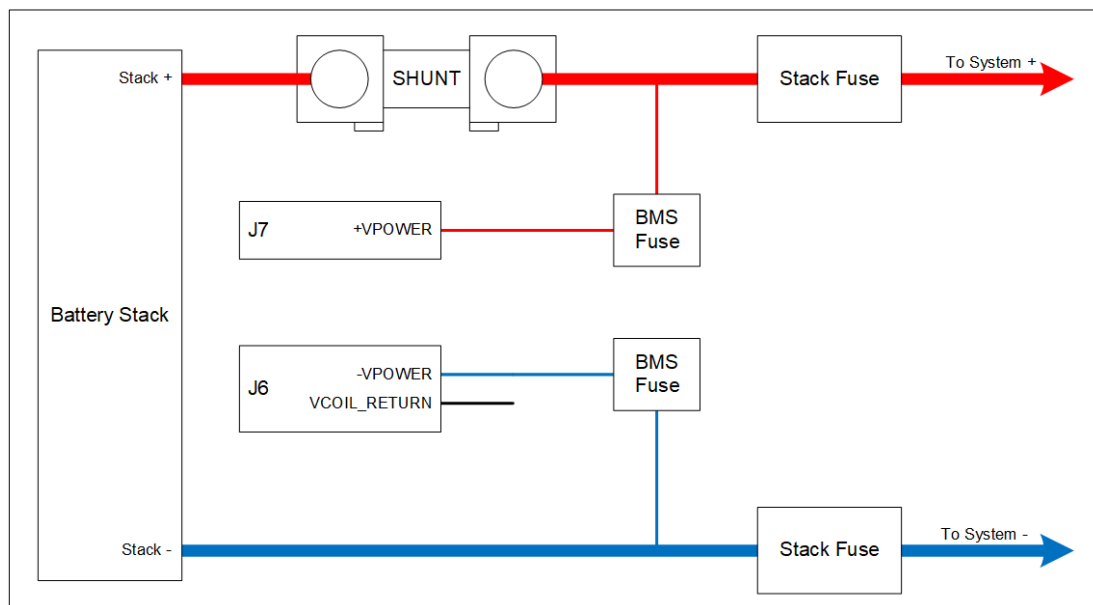 Stack +
SHUNT
Stack Fuse
To System +
J7
+VPOWER
BMS
Fuse
Battery Stack
J6
-VPOWER
VCOIL_RETURN
BMS
Fuse
Stack -
Stack Fuse
To System -